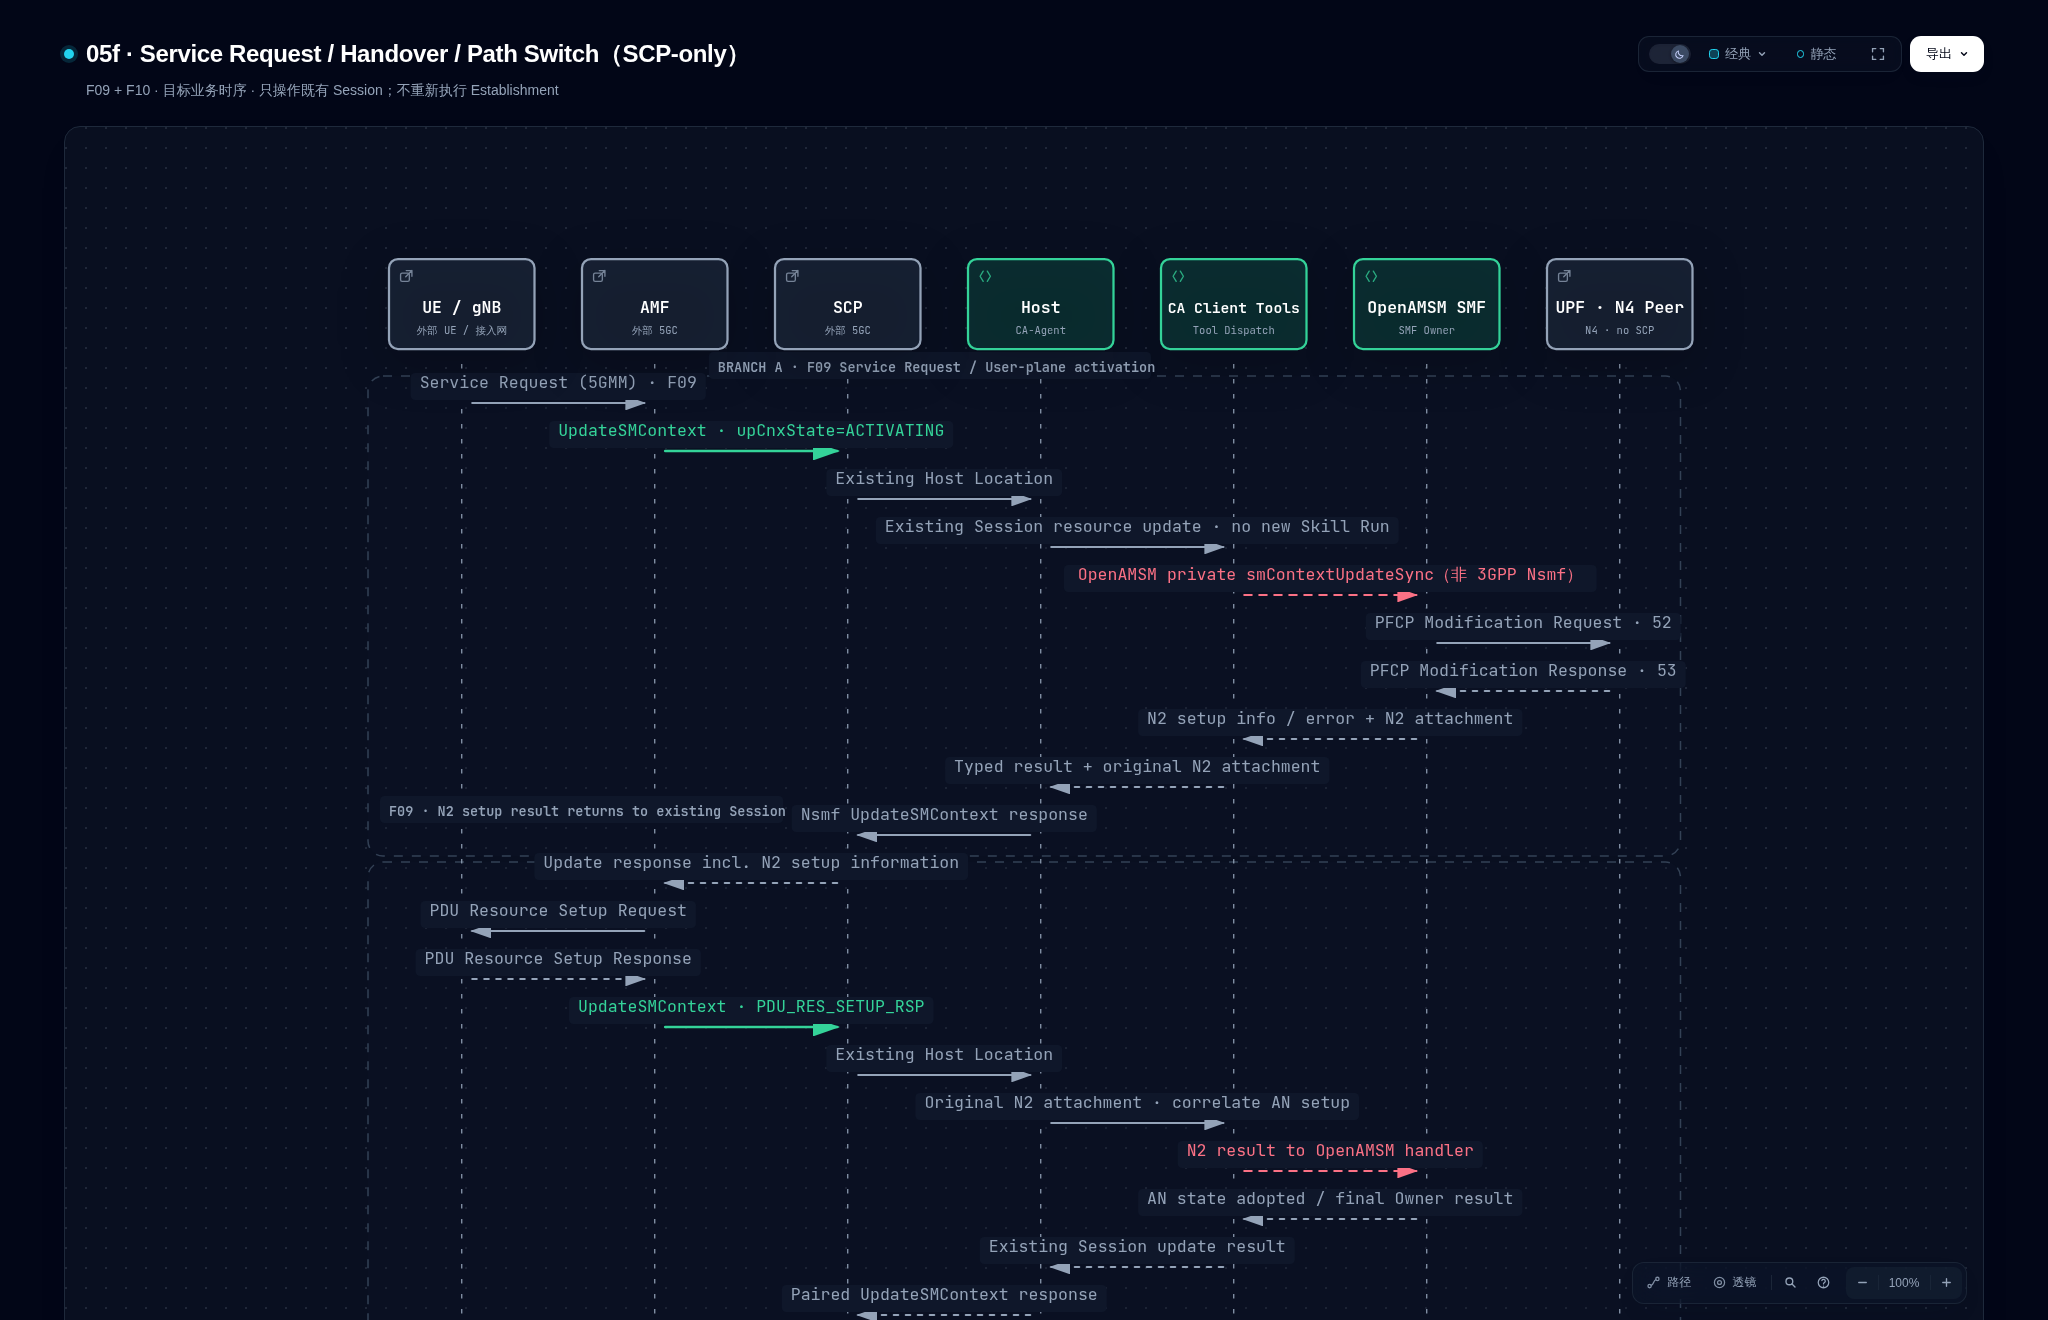 05f · Service Request / Handover / Path Switch（SCP-only）
经典
静态
导出
F09 + F10 · 目标业务时序 · 只操作既有 Session；不重新执行 Establishment
UE / gNB
外部 UE / 接入网
AMF
外部 5GC
SCP
外部 5GC
Host
CA-Agent
CA Client Tools
Tool Dispatch
OpenAMSM SMF
SMF Owner
UPF · N4 Peer
N4 · no SCP
BRANCH A · F09 Service Request / User-plane activation
Service Request (5GMM) · F09
UpdateSMContext · upCnxState=ACTIVATING
Existing Host Location
Existing Session resource update · no new Skill Run
OpenAMSM private smContextUpdateSync（非 3GPP Nsmf）
PFCP Modification Request · 52
PFCP Modification Response · 53
N2 setup info / error + N2 attachment
Typed result + original N2 attachment
F09 · N2 setup result returns to existing Session
Nsmf UpdateSMContext response
Update response incl. N2 setup information
PDU Resource Setup Request
PDU Resource Setup Response
UpdateSMContext · PDU_RES_SETUP_RSP
Existing Host Location
Original N2 attachment · correlate AN setup
N2 result to OpenAMSM handler
AN state adopted / final Owner result
Existing Session update result
Paired UpdateSMContext response
路径
透镜
100%